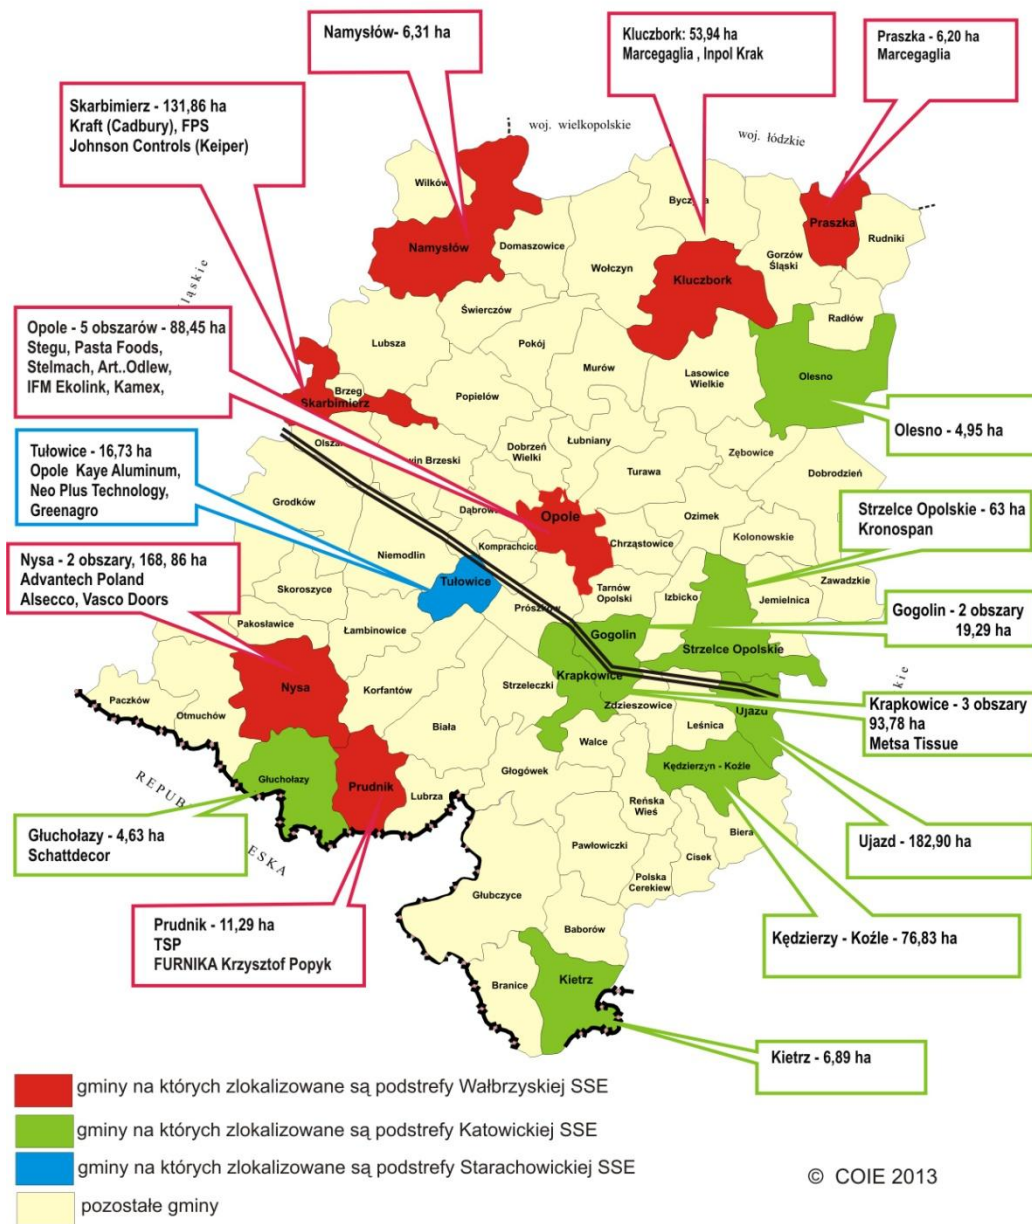 Namysłów- 6,31 ha
Kluczbork: 53,94 ha
Marcegaglia , Inpol Krak
Praszka - 6,20 ha
Marcegaglia
Skarbimierz - 131,86 ha
Kraft (Cadbury), FPS
Johnson Controls (Keiper)
woj. wielkopolskie
woj. łódzkie
Wilków
Namysłów
Domaszowice
Wołczyn
Kluczbork
Gorzów
Śląski
Praszka
Rudniki
Radłów
Świerczów
Lubsza
Pokój
Murów
Lasowice
Wielkie
Olesno
Opole - 5 obszarów - 88,45 ha
Stegu, Pasta Foods,
Stelmach, Art..Odlew,
IFM Ekolink, Kamex,
Brzeg
Skarbimierz
Popielów
Olesno - 4,95 ha
Dobrzeń
Wielki
Łubniany
Turawa
Zębowice
Dobrodzień
Tułowice - 16,73 ha
Opole Kaye Aluminum,
Neo Plus Technology,
Greenagro
Grodków
Opole
Ozimek
Kolonowskie
Strzelce Opolskie - 63 ha
Kronospan
Niemodlin
Komprachcice
Chrząstowice
Tułowice
Nysa - 2 obszary, 168, 86 ha
Advantech Poland
Alsecco, Vasco Doors
Skoroszyce
Tarnów
Opolski
Izbicko
Jemielnica
Zawadzkie
Pakosławice
Łambinowice
Prószków
Gogolin
Strzelce Opolskie
Gogolin - 2 obszary
19,29 ha
Paczków
Otmuchów
Nysa
Korfantów
Strzeleczki
Krapkowice
Zdzieszowice
Leśnica
Ujazd
Krapkowice - 3 obszary
93,78 ha
Metsa Tissue
Biała
Walce
Głuchołazy
Prudnik
Lubrza
Głogówek
Kędzierzyn - Koźle
Reńska
Wieś
Głuchołazy - 4,63 ha
Schattdecor
Pawłowiczki
Cisek
Biera
Ujazd - 182,90 ha
Polska
Cerekiew
Głubczyce
Prudnik - 11,29 ha
TSP
FURNIKA Krzysztof Popyk
Baborów
Kędzierzy - Koźle - 76,83 ha
Branice
Kietrz
Kietrz - 6,89 ha
gminy na których zlokalizowane są podstrefy Wałbrzyskiej SSE
gminy na których zlokalizowane są podstrefy Katowickiej SSE
gminy na których zlokalizowane są podstrefy Starachowickiej SSE
pozostałe gminy
© COIE 2013